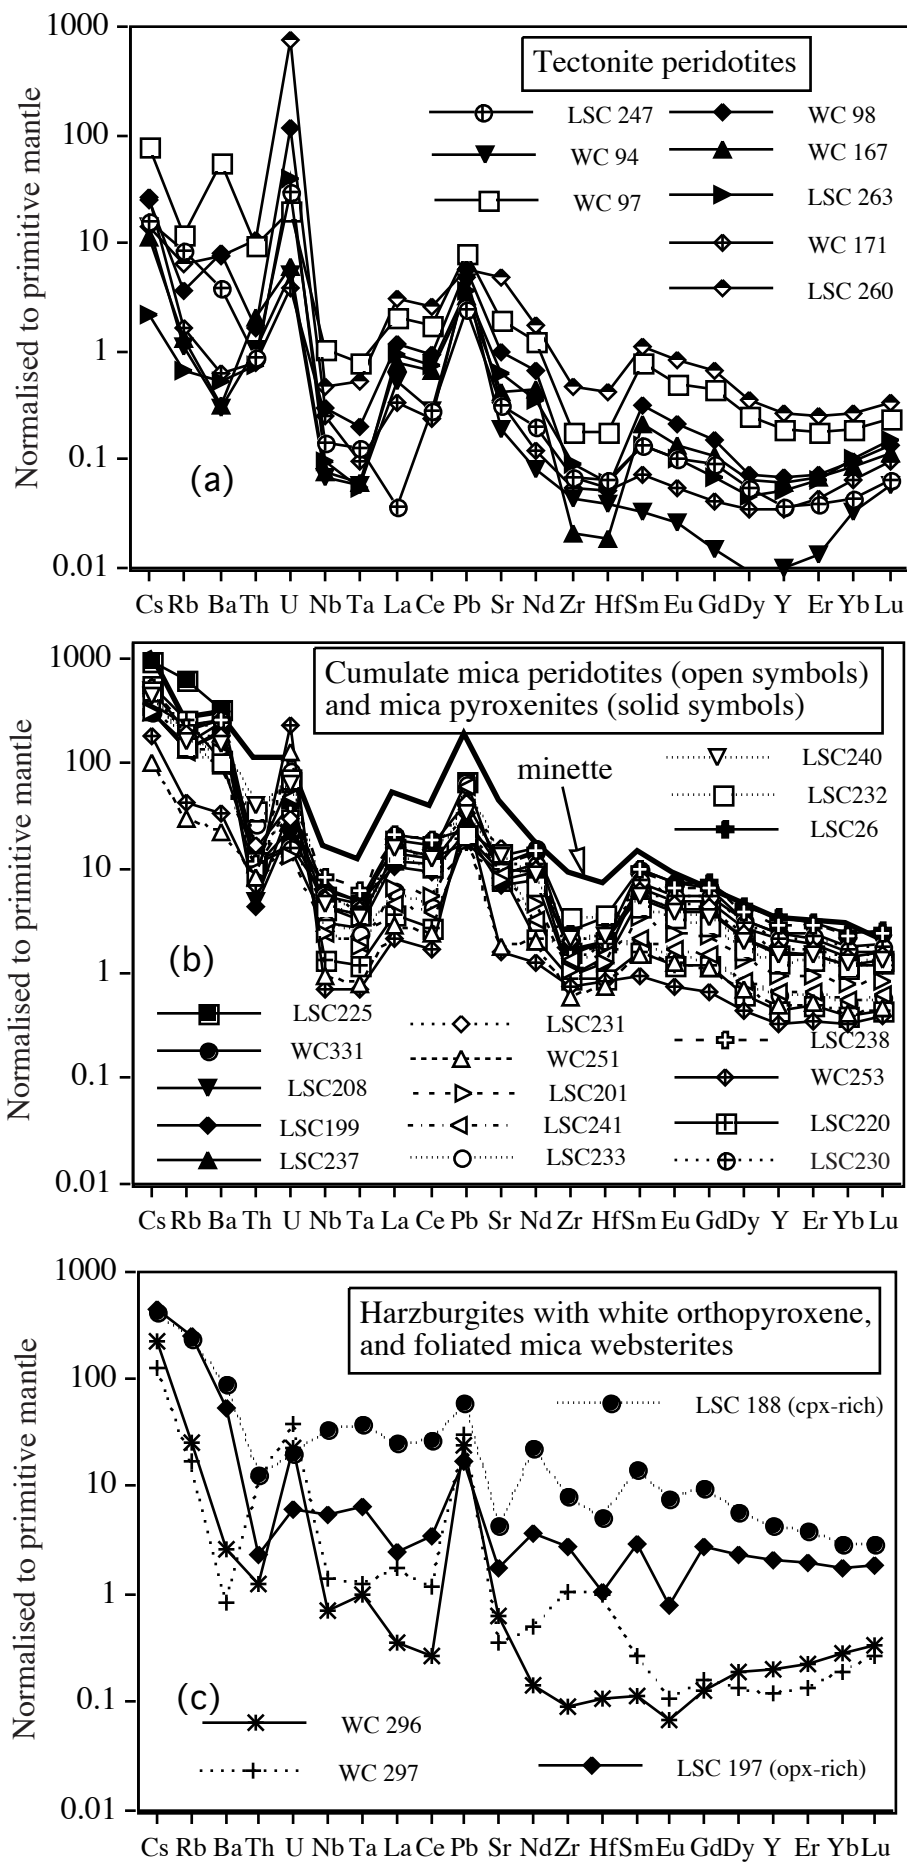 Normalised to primitive mantle
1000
100
10
1
0.1
0.01
Tectonite peridotites
LSC 247
WC 94
WC 97
WC 98
WC 167
LSC 263
WC 171
LSC 260
(a)
Cs Rb Ba Th U Nb Ta La Ce Pb Sr Nd Zr Hf Sm Eu Gd Dy Y Er Yb Lu
Normalised to primitive mantle
1000
100
10
1
0.1
0.01
Cumulate mica peridotites (open symbols)
and mica pyroxenites (solid symbols)
minette
LSC240
LSC232
LSC26
(b)
LSC225
WC331
LSC208
LSC199
LSC237
LSC231
WC251
LSC201
LSC241
LSC233
LSC238
WC253
LSC220
LSC230
Cs Rb Ba Th U Nb Ta La Ce Pb Sr Nd Zr Hf Sm Eu Gd Dy Y Er Yb Lu
Normalised to primitive mantle
1000
100
10
1
0.1
0.01
Harzburgites with white orthopyroxene,
and foliated mica websterites
LSC 188 (cpx-rich)
(c)
WC 296
WC 297
LSC 197 (opx-rich)
Cs Rb Ba Th U Nb Ta La Ce Pb Sr Nd Zr Hf Sm Eu Gd Dy Y Er Yb Lu